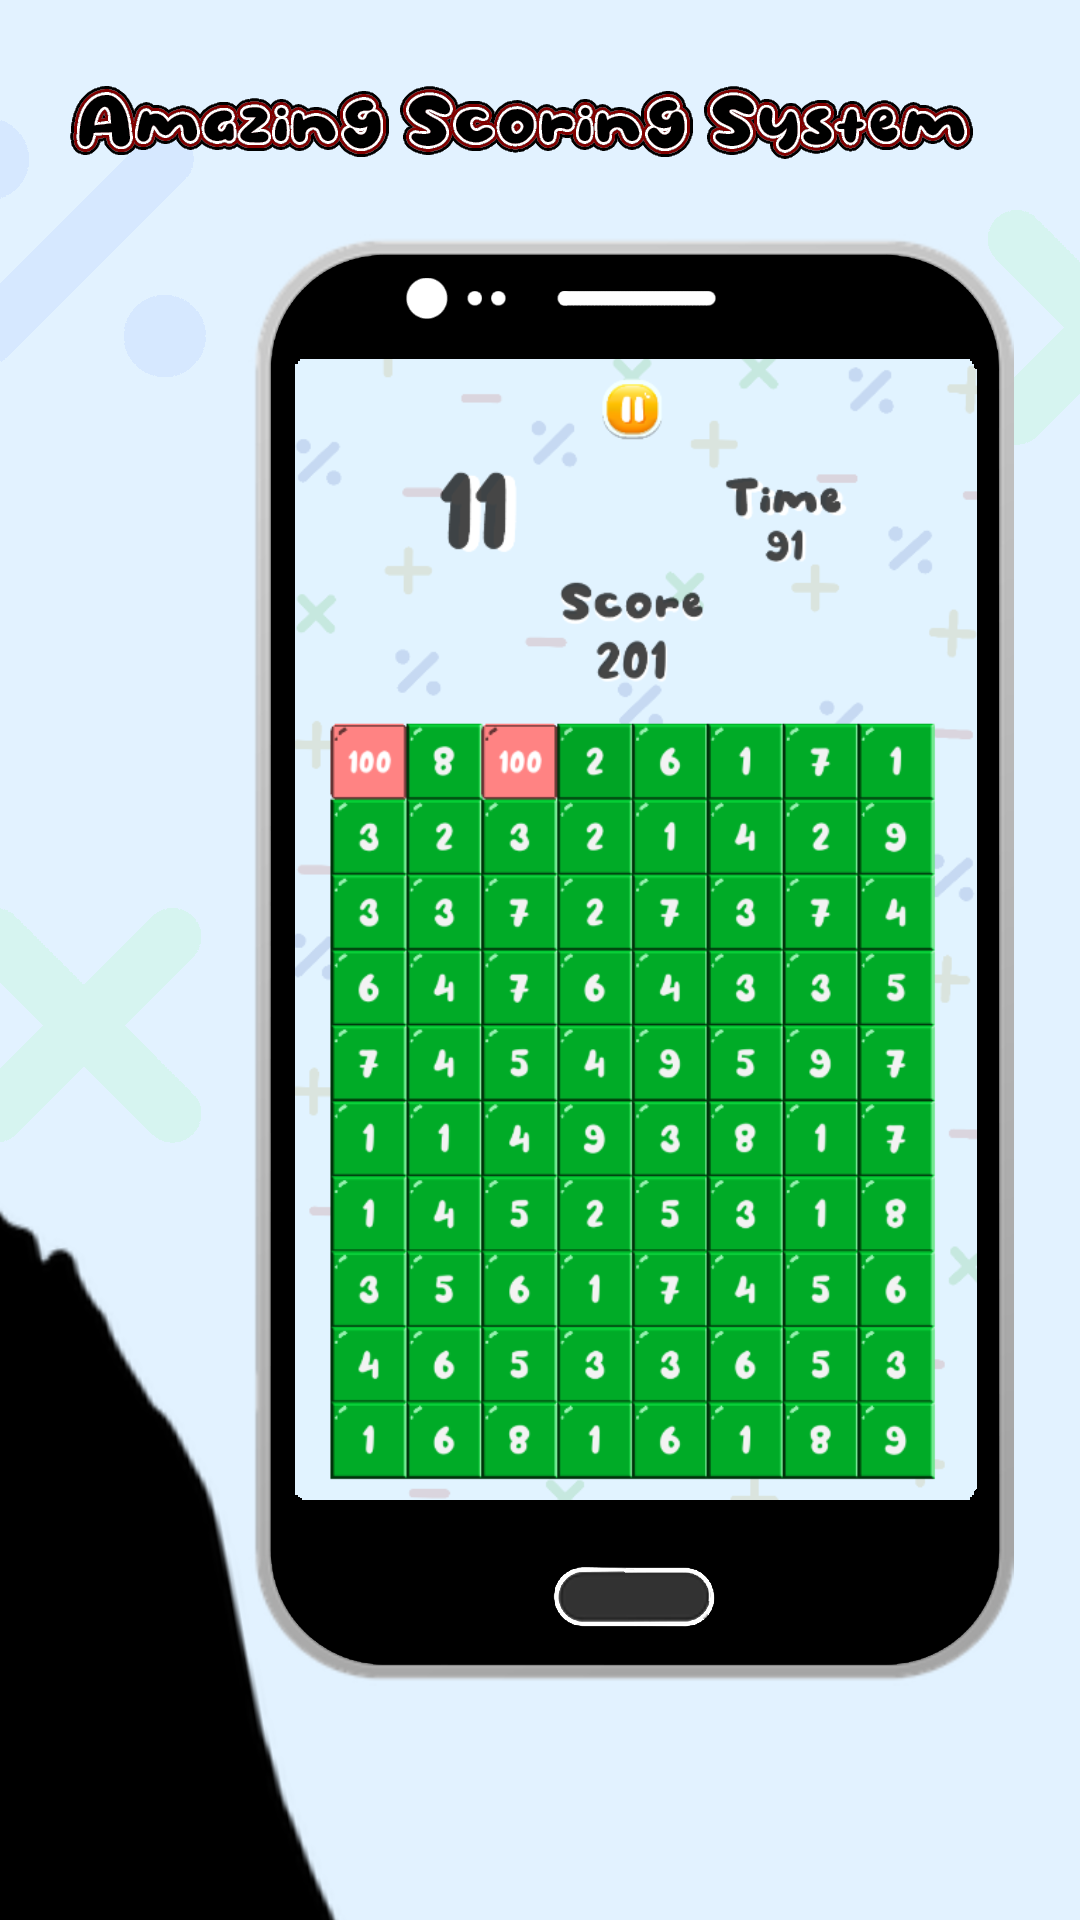 Amazing Scoring System
11
Time
91
Score
201
100 8 100 2 6 1 7 1
3 2 3 2 1 4 2 9
3 3 7 2 7 3 7 4
6 4 7 6 4 3 3 5
7 4 5 4 9 5 9 7
1 1 4 9 3 8 1 7
1 4 5 2 5 3 1 8
3 5 6 1 7 4 5 6
4 6 5 3 3 6 5 3
1 6 8 1 6 1 8 9